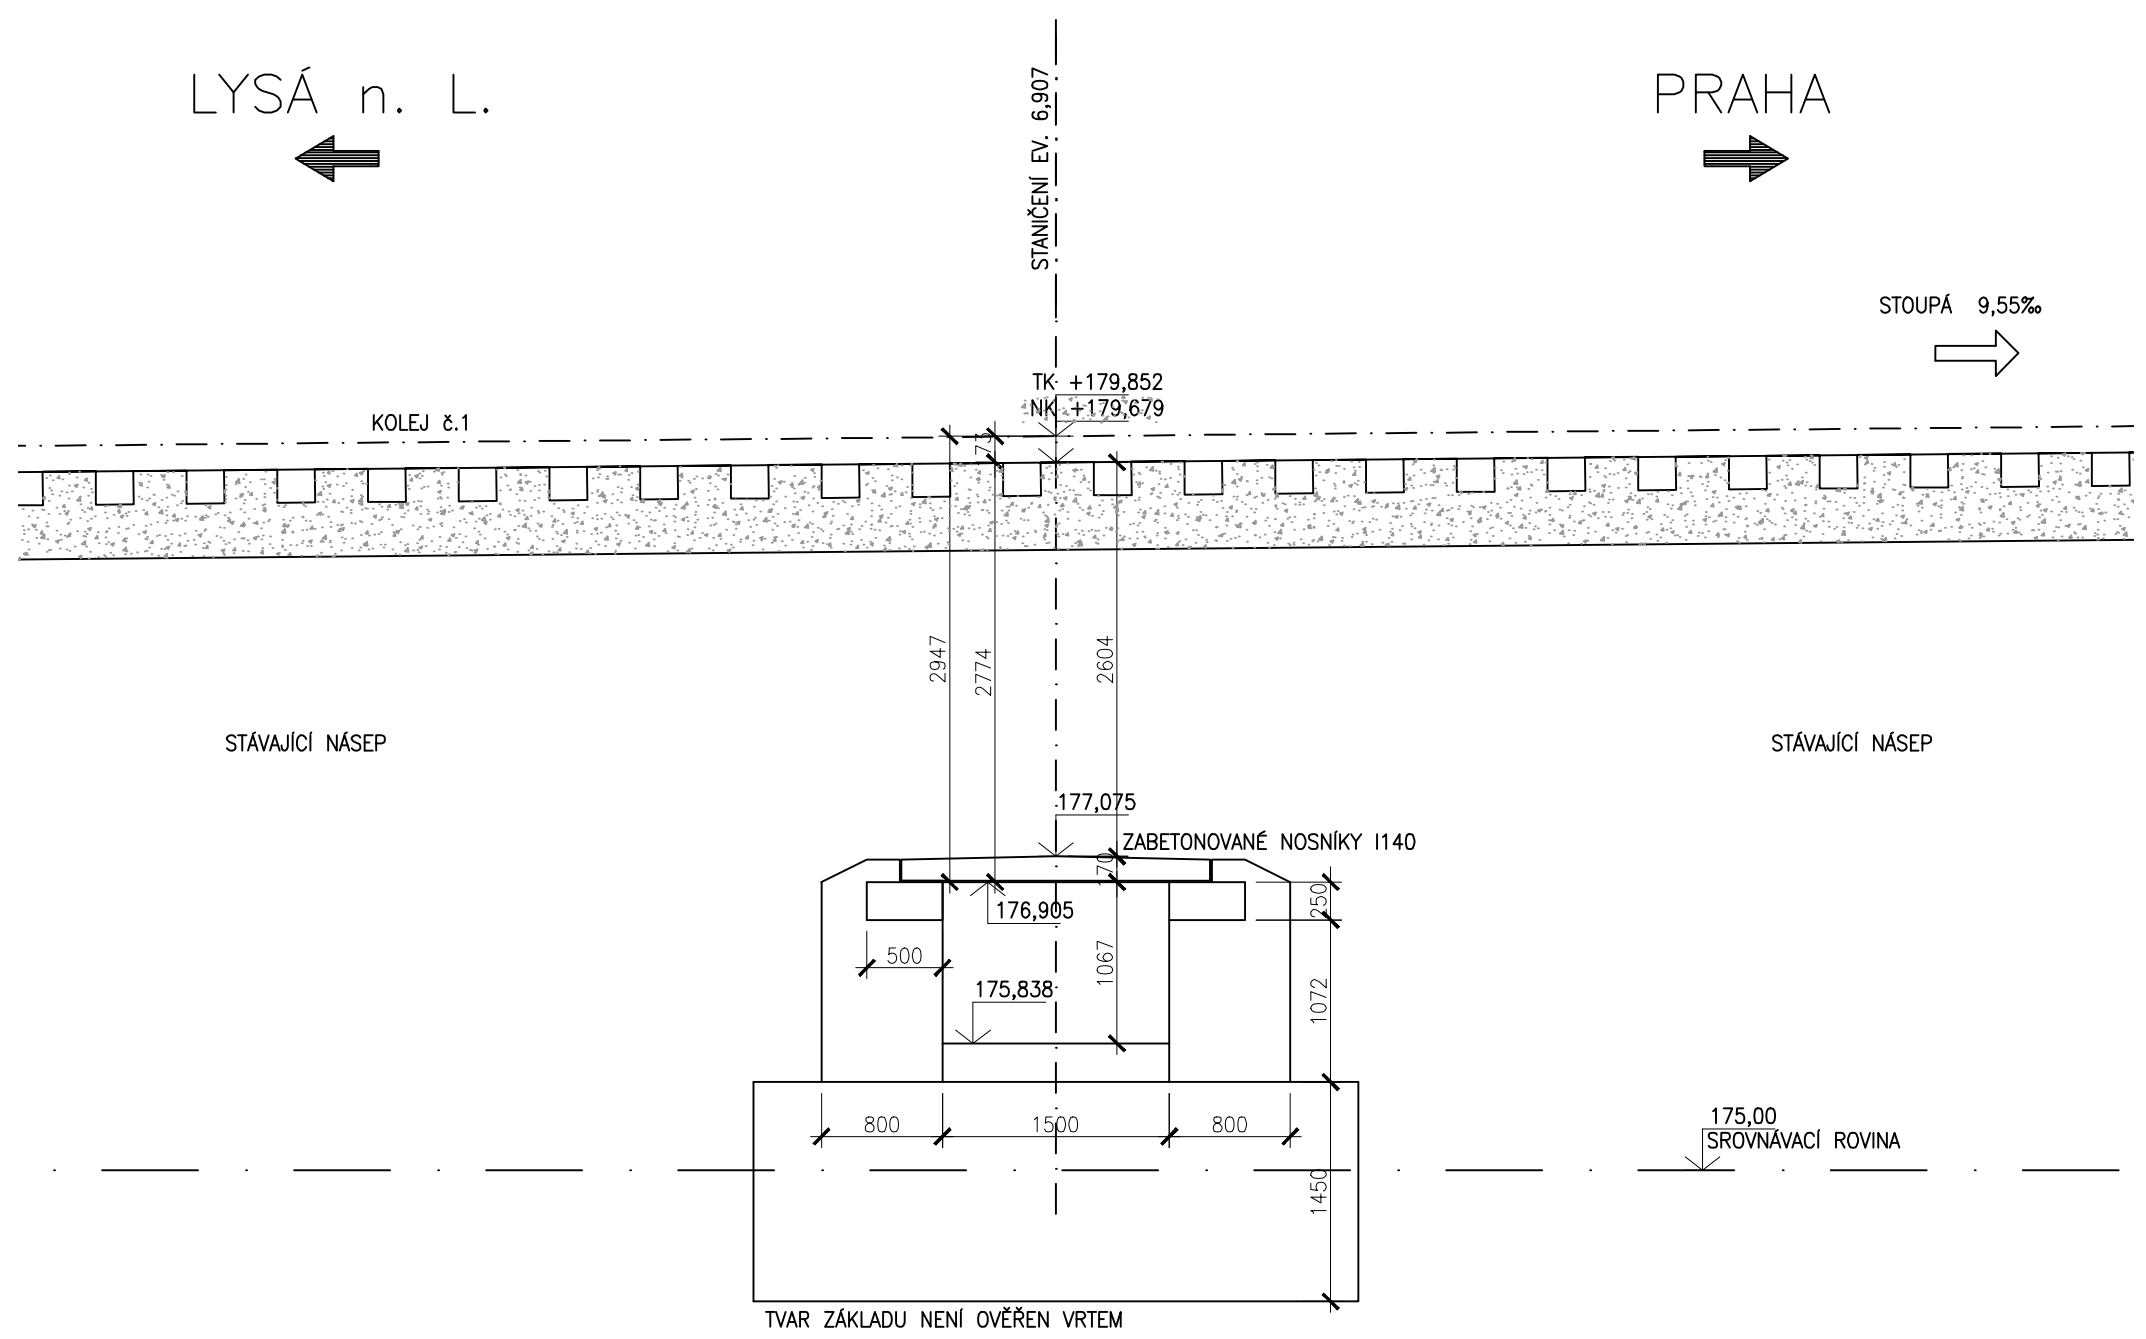 LYSÁ n. L.
PRAHA
STANIČENÍ EV. 6,907
STOUPÁ 9,55‰
TK +179,852
NK +179,679
KOLEJ č.1
2947
2774
2604
STÁVAJÍCÍ NÁSEP
STÁVAJÍCÍ NÁSEP
177,075
ZABETONOVANÉ NOSNÍKY I140
170
176,905
250
500
1067
175,838
1072
800
1500
800
175,00
SROVNÁVACÍ ROVINA
1450
TVAR ZÁKLADU NENÍ OVĚŘEN VRTEM